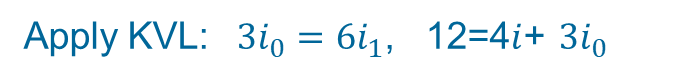 Apply KVL: 3i₀ = 6i₁, 12=4i+ 3i₀